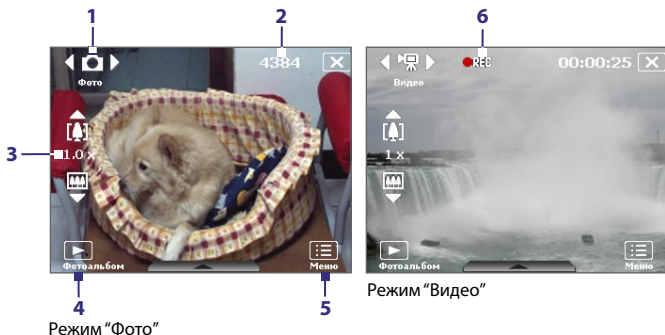 1
2
6
4384
REC
00:00:25
Фото
Видео
3
1.0 x
1 x
Фотоальбом
Меню
Фотоальбом
Меню
4
5
Режим "Видео"
Режим "Фото"